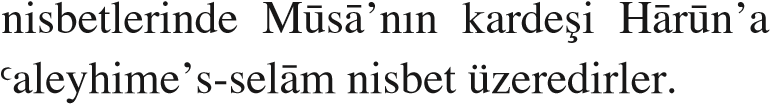 nisbetlerinde Mūsā’nın kardeşi Hārūn’a
ᶜaleyhime’s-selām nisbet üzeredirler.